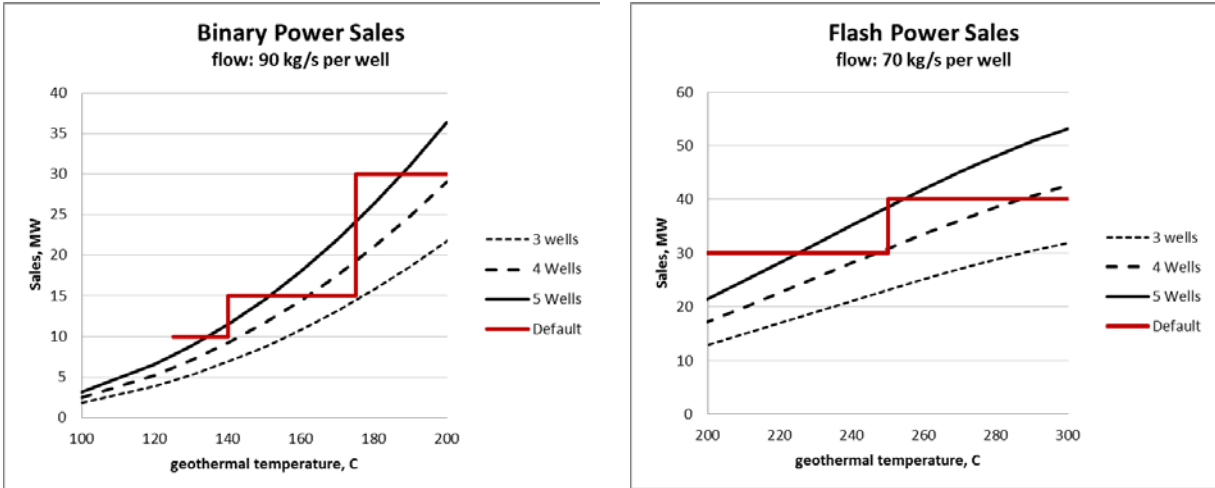 Binary Power Sales
flow: 90 kg/s per well
40
35
30
25
20
15
10
5
0
Sales, MW
100 120 140 160 180 200
geothermal temperature, C
3 wells
4 Wells
5 Wells
Default
Flash Power Sales
flow: 70 kg/s per well
60
50
40
30
20
10
0
Sales, MW
200 220 240 260 280 300
geothermal temperature, C
3 wells
4 Wells
5 Wells
Default